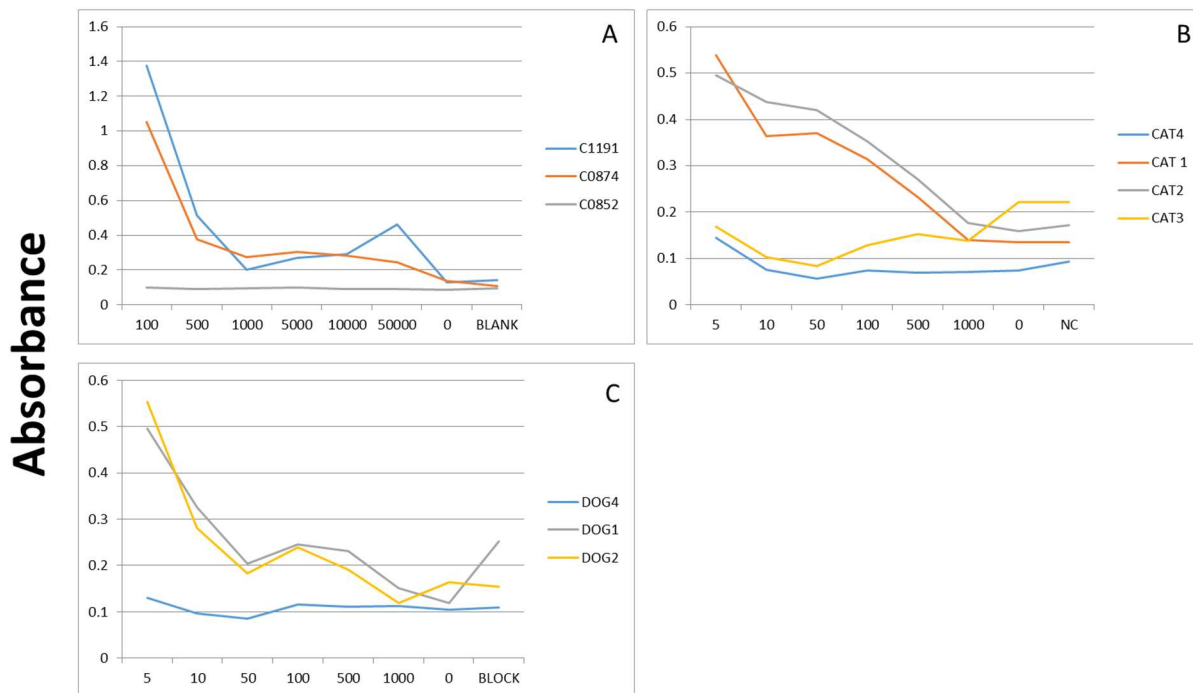 Absorbance
A
1.6
1.4
1.2
1
0.8
0.6
0.4
0.2
0
100 500 1000 5000 10000 50000 0 BLANK
C1191
C0874
C0852
B
0.6
0.5
0.4
0.3
0.2
0.1
0
5 10 50 100 500 1000 0 NC
CAT4
CAT 1
CAT2
CAT3
C
0.6
0.5
0.4
0.3
0.2
0.1
0
5 10 50 100 500 1000 0 BLOCK
DOG4
DOG1
DOG2